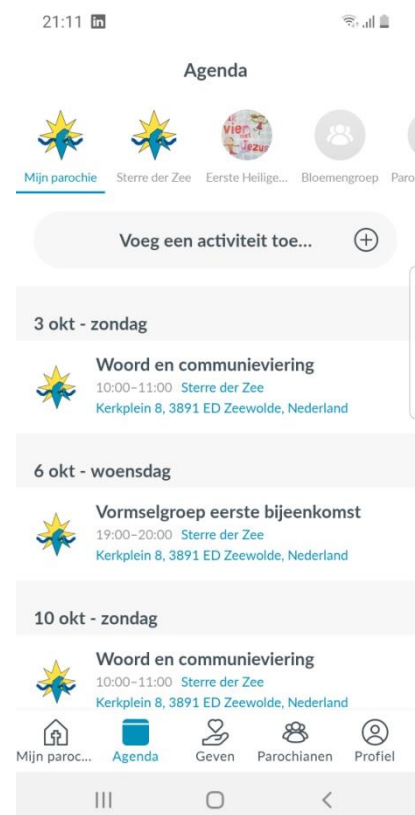 21:11 in
Agenda
vier
met
Jezus
Mijn parochie Sterre der Zee Eerste Heilige... Bloemengroep Paro
Voeg een activiteit toe...
3 okt - zondag
Woord en communieviering
10:00–11:00 Sterre der Zee
Kerkplein 8, 3891 ED Zeewolde, Nederland
6 okt - woensdag
Vormselgroep eerste bijeenkomst
19:00–20:00 Sterre der Zee
Kerkplein 8, 3891 ED Zeewolde, Nederland
10 okt - zondag
Woord en communieviering
10:00–11:00 Sterre der Zee
Kerkplein 8, 3891 ED Zeewolde, Nederland
Mijn paroc... Agenda Geven Parochianen Profiel